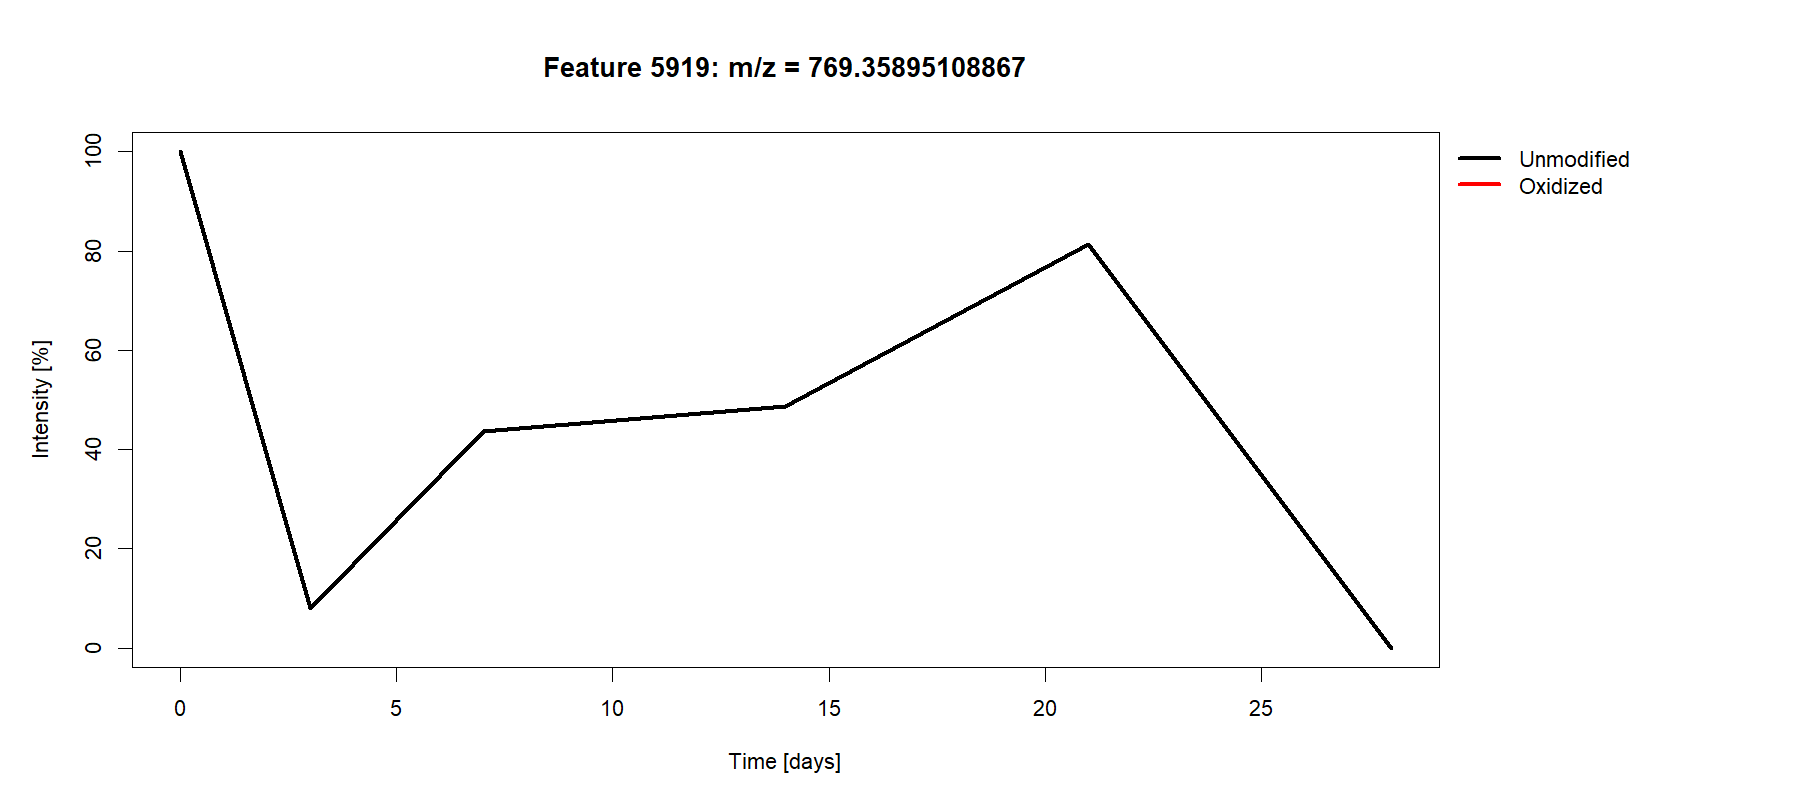 Feature 5919: m/z = 769.35895108867
Unmodified
Oxidized
100
80
60
40
20
0
Intensity [%]
0 5 10 15 20 25
Time [days]